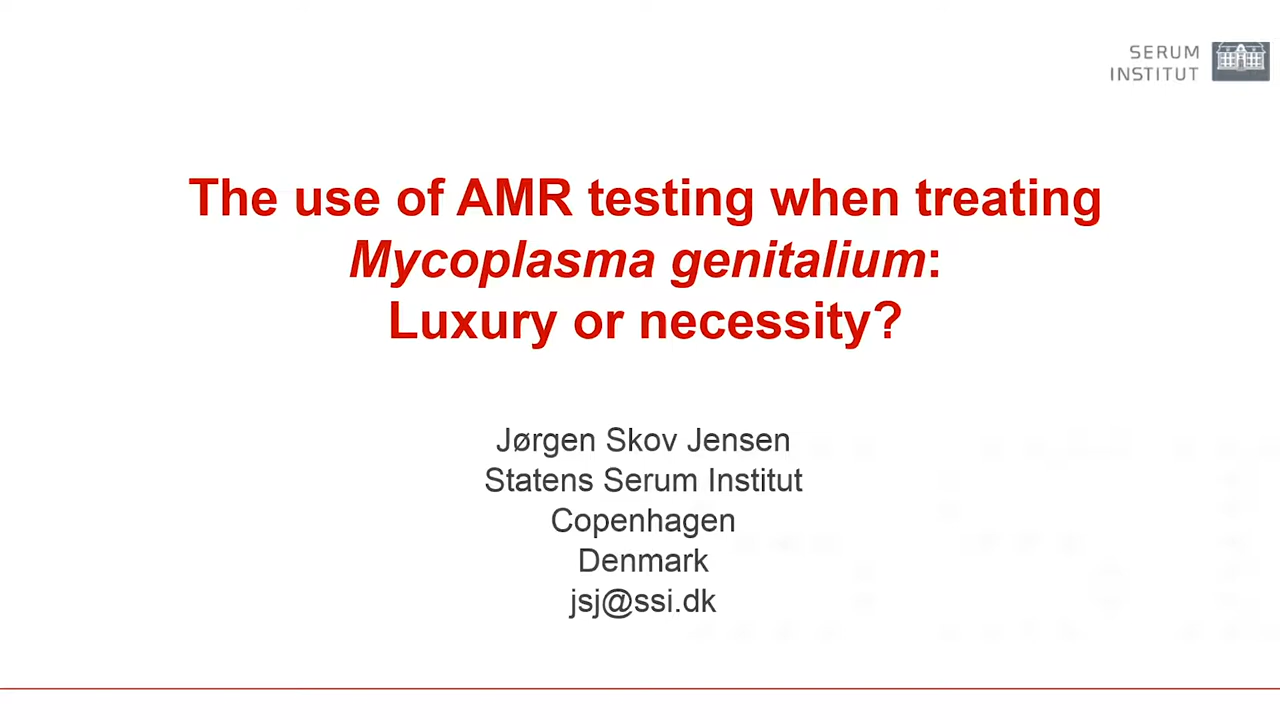 SERUM
INSTITUT
The use of AMR testing when treating
Mycoplasma genitalium:
Luxury or necessity?
Jørgen Skov Jensen
Statens Serum Institut
Copenhagen
Denmark
jsj@ssi.dk